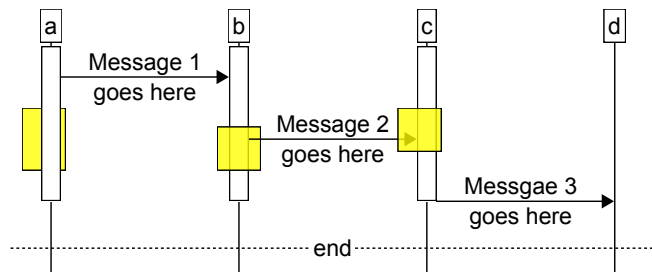 a
b
c
d
Message 1
goes here
Message 2
goes here
Messgae 3
goes here
end